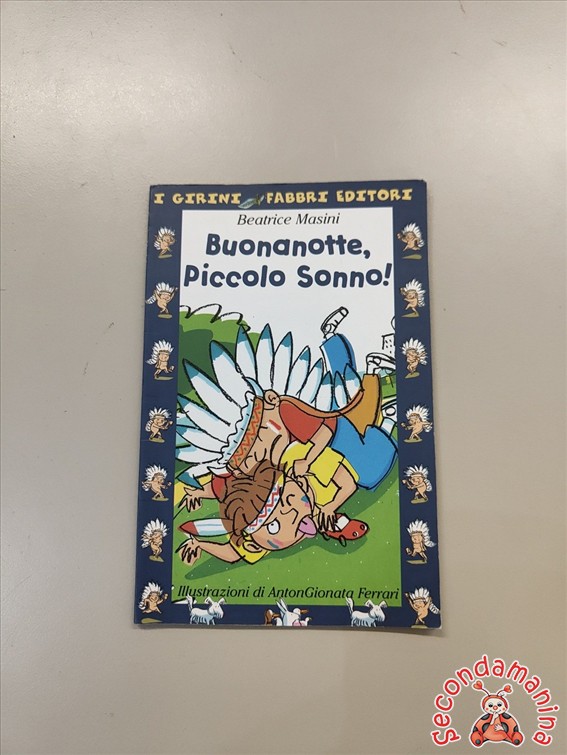 I GIRINI FABBRI EDITORI
Beatrice Masini
Buonanotte,
Piccolo Sonno!
Illustrazioni di AntonGionata Ferrari
Secondamanina